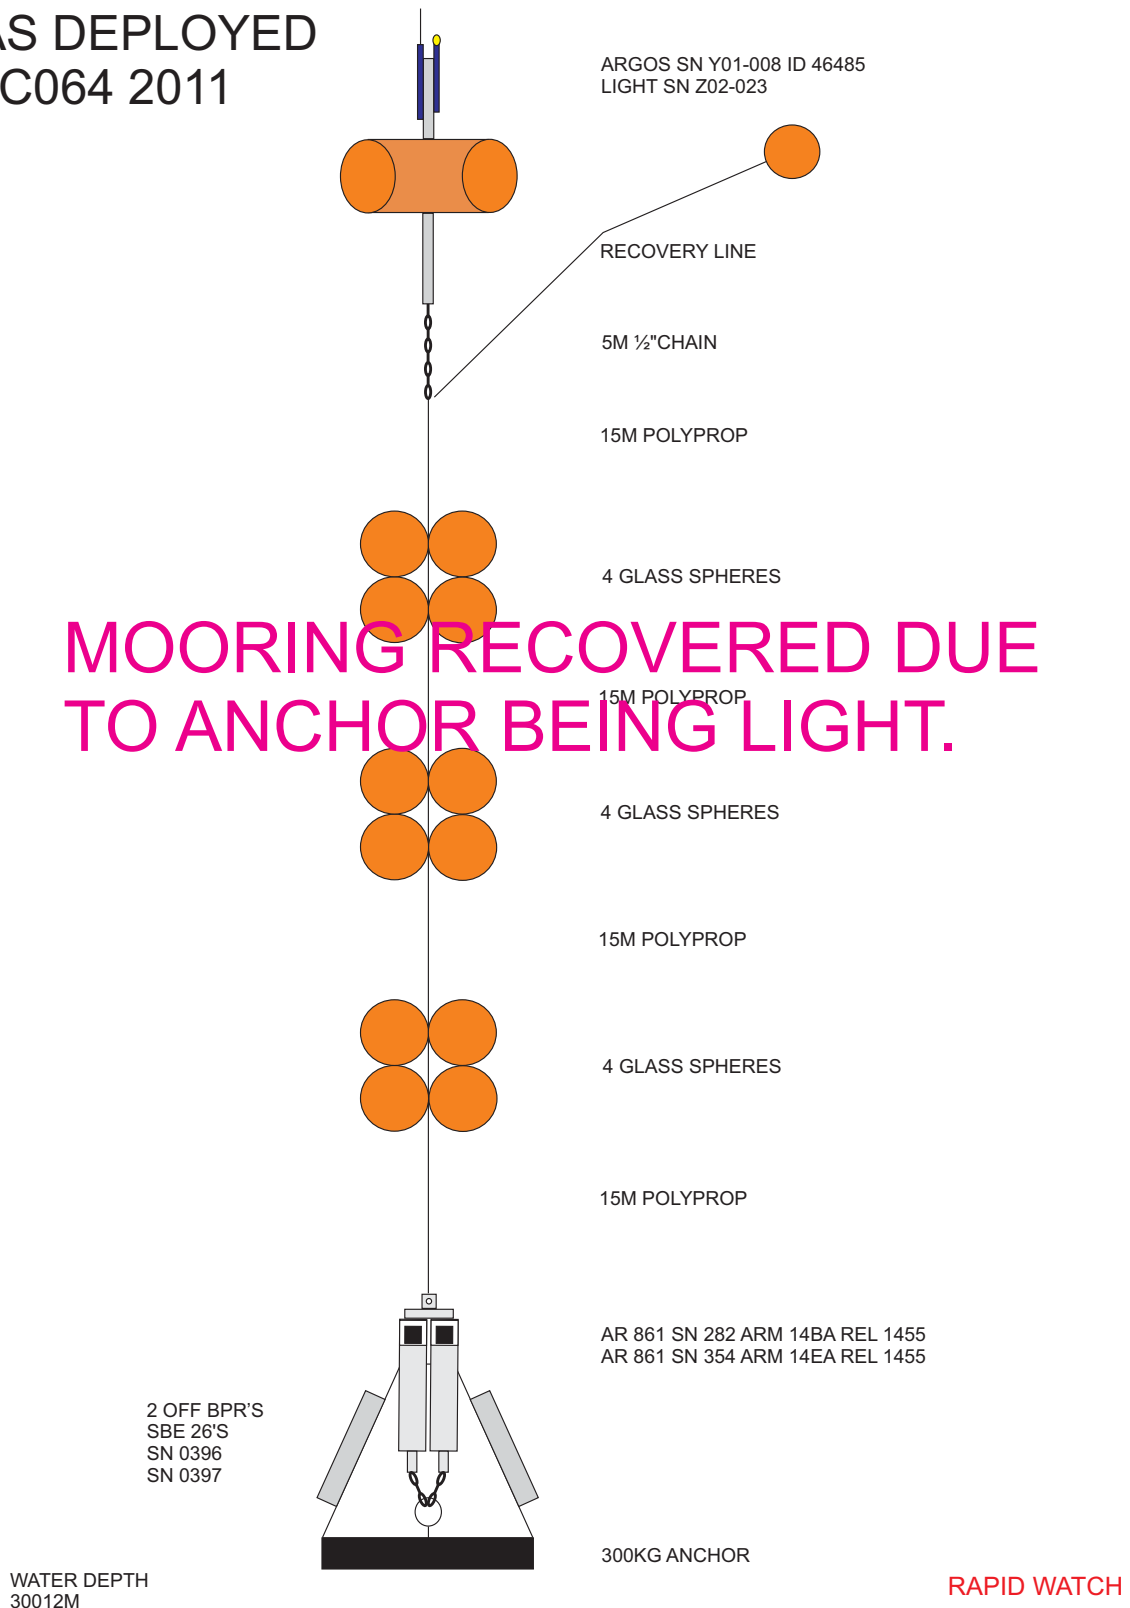 AS DEPLOYED
C064 2011
ARGOS SN Y01-008 ID 46485
LIGHT SN Z02-023
RECOVERY LINE
5M ½"CHAIN
15M POLYPROP
4 GLASS SPHERES
MOORING RECOVERED DUE
15M POLYPROP
TO ANCHOR BEING LIGHT.
4 GLASS SPHERES
15M POLYPROP
4 GLASS SPHERES
15M POLYPROP
AR 861 SN 282 ARM 14BA REL 1455
AR 861 SN 354 ARM 14EA REL 1455
2 OFF BPR'S
SBE 26'S
SN 0396
SN 0397
300KG ANCHOR
WATER DEPTH
30012M
RAPID WATCH